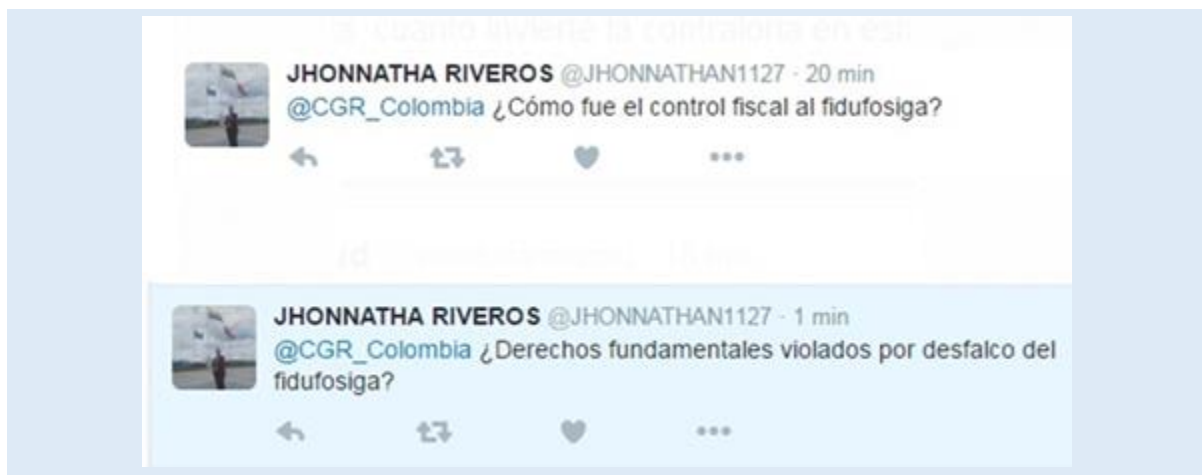 JHONNATHA RIVEROS @JHONNATHAN1127 · 20 min
@CGR_Colombia ¿Cómo fue el control fiscal al fidufosiga?
JHONNATHA RIVEROS @JHONNATHAN1127 · 1 min
@CGR_Colombia ¿Derechos fundamentales violados por desfalco del
fidufosiga?